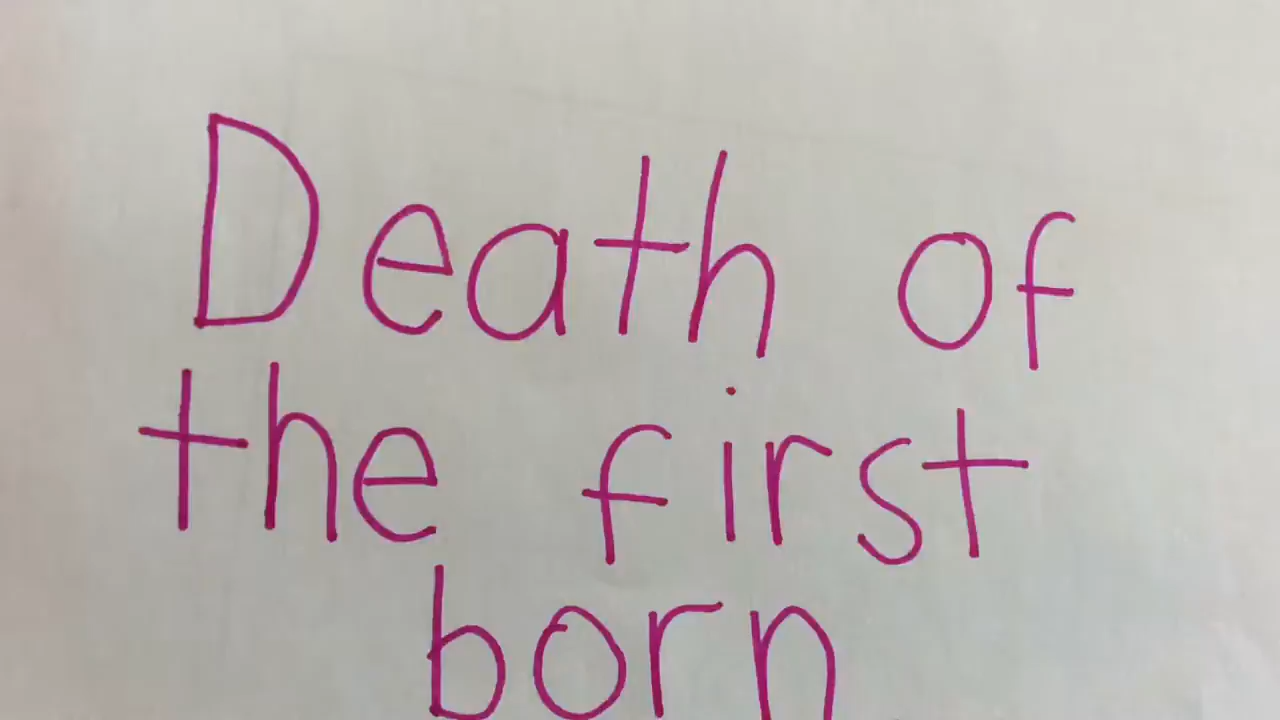 Death of
the first
born